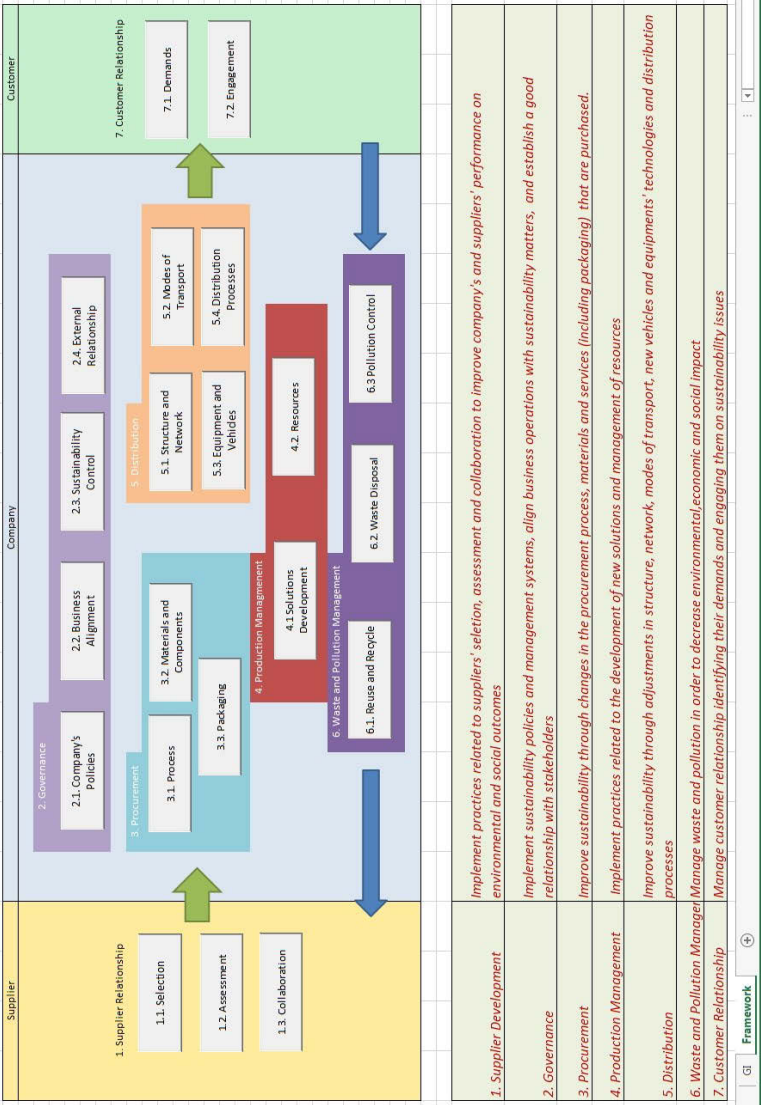 Supplier
Company
Customer
1. Supplier Relationship
1.1. Selection
1.2. Assessment
1.3. Collaboration
2. Governance
2.1. Company's
Policies
2.2. Business
Alignment
2.3. Sustainability
Control
2.4. External
Relationship
3. Procurement
3.1. Process
3.2. Materials and
Components
3.3. Packaging
5. Distribution
5.1. Structure and
Network
5.2. Modes of
Transport
5.3. Equipment and
Vehicles
5.4. Distribution
Processes
4. Production Managmenent
4.1 Solutions
Development
4.2. Resources
6. Waste and Pollution Management
6.1. Reuse and Recycle
6.2. Waste Disposal
6.3 Pollution Control
7. Customer Relationship
7.1. Demands
7.2. Engagement
1. Supplier Development
Implement practices related to suppliers' seletion, assessment and collaboration to improve company's and suppliers' performance on
environmental and social outcomes
2. Governance
Implement sustainability policies and management systems, align business operations with sustainability matters, and establish a good
relationship with stakeholders
3. Procurement
Improve sustainability through changes in the procurement process, materials and services (including packaging) that are purchased.
4. Production Management
Implement practices related to the development of new solutions and management of resources
5. Distribution
Improve sustainability through adjustments in structure, network, modes of transport, new vehicles and equipments' technologies and distribution
processes
6. Waste and Pollution Manager
Manage waste and pollution in order to decrease environmental,economic and social impact
7. Customer Relationship
Manage customer relationship identifying their demands and engaging them on sustainability issues
GI
Framework